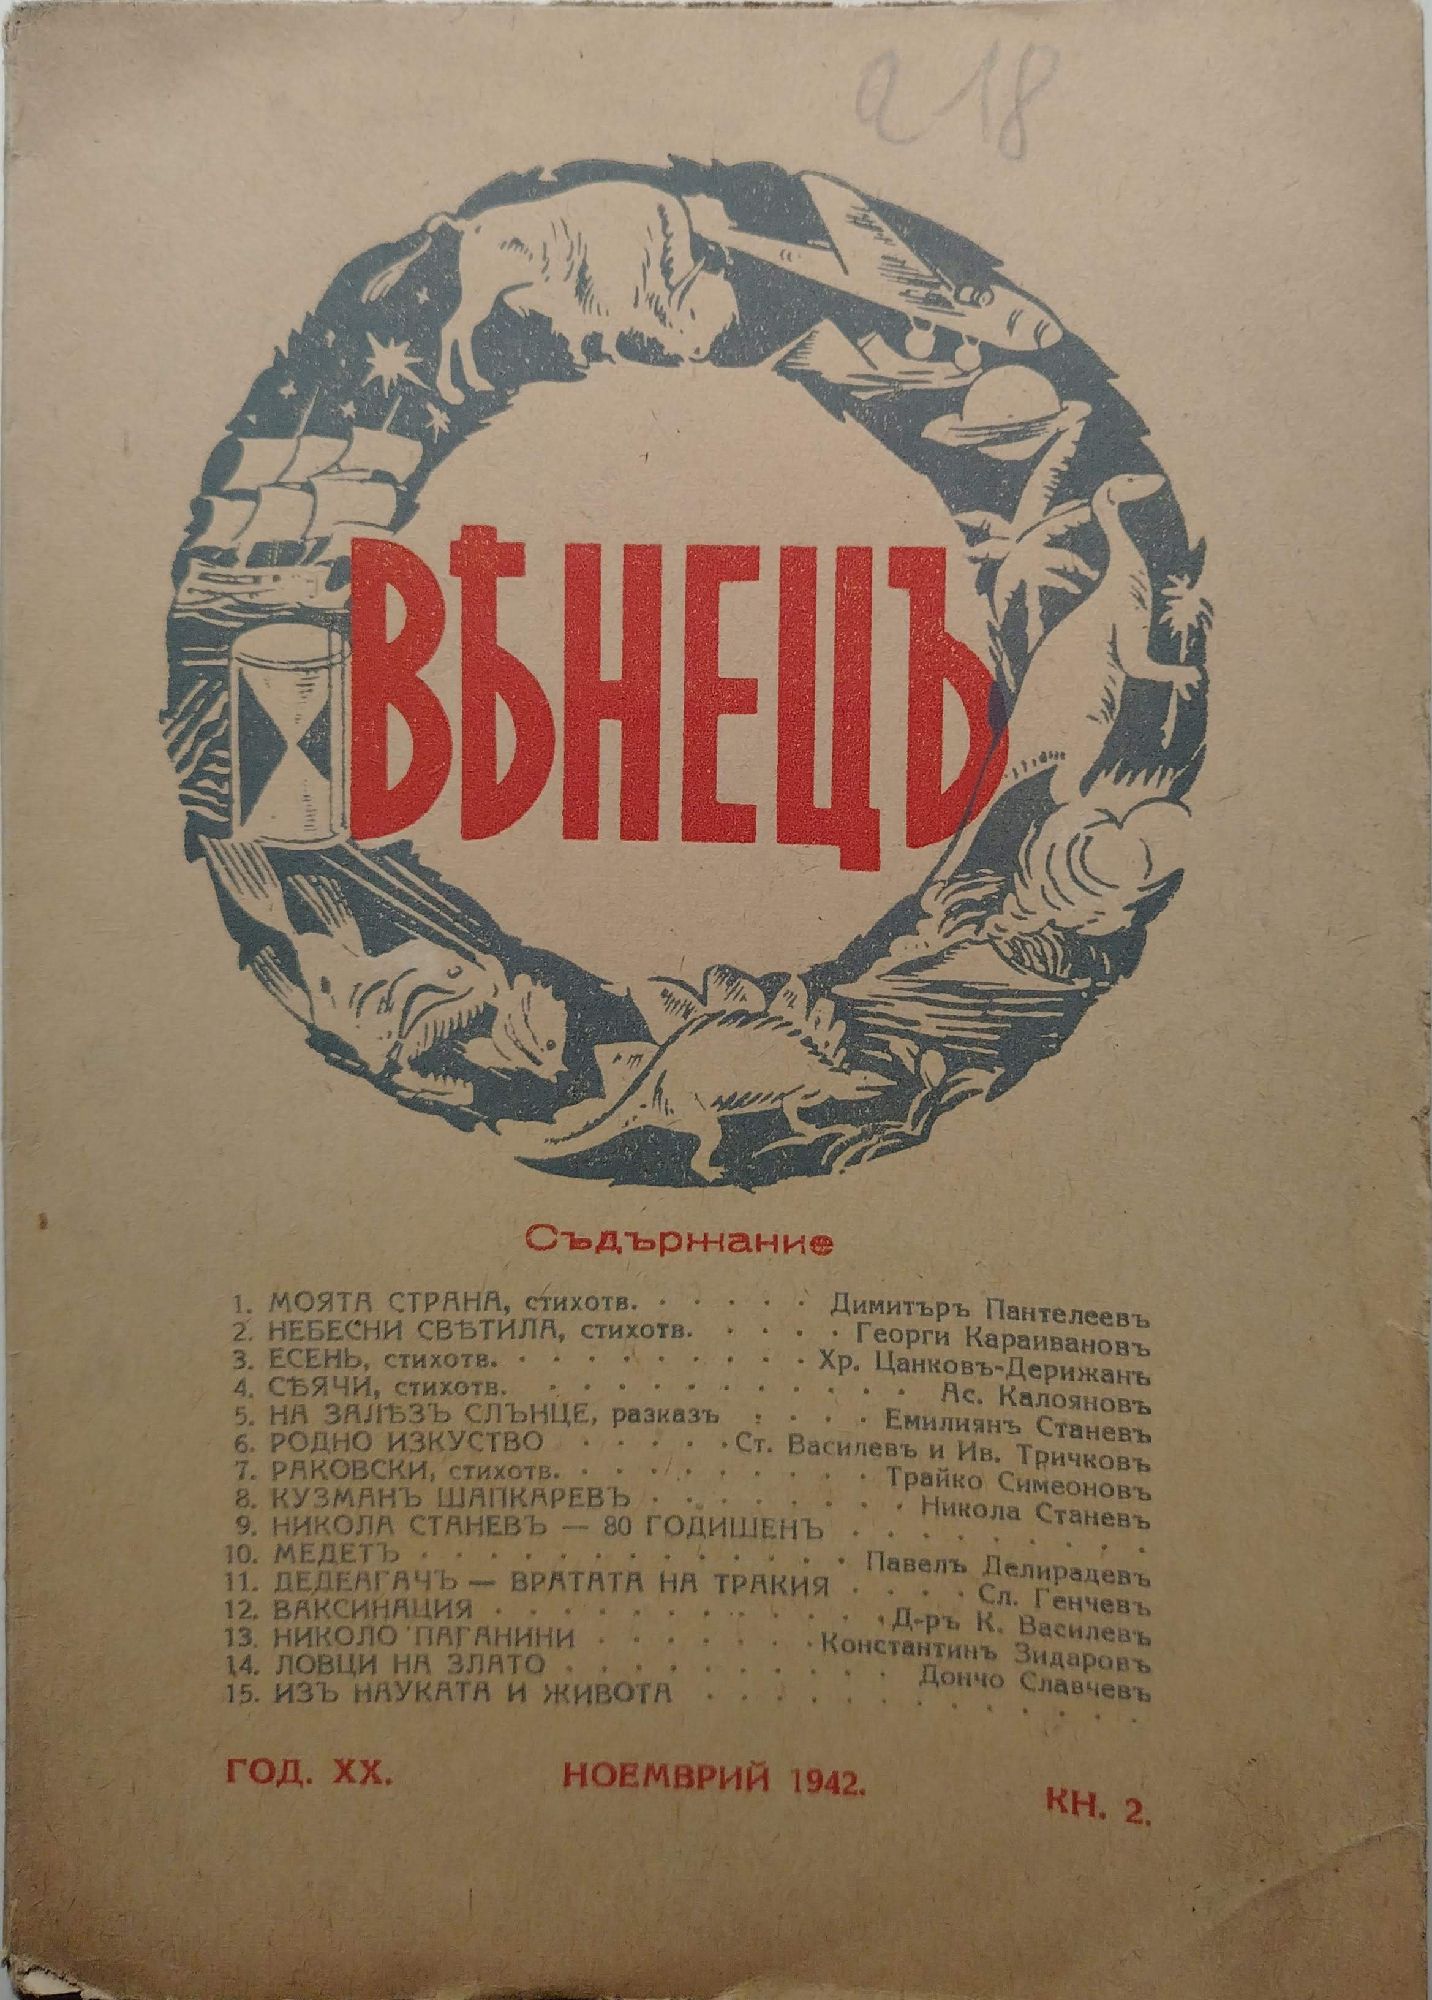 a 18
ВѢНЕЦЪ
Съдържание
1. МОЯТА СТРАНА, стихотв. . . . . . Димитъръ Пантелеевъ
2. НЕБЕСНИ СВѢТИЛА, стихотв. . . . . Георги Караивановъ
3. ЕСЕНЬ, стихотв. . . . . . . . . . Хр. Цанковъ-Дерижанъ
4. СѢЯЧИ, стихотв. . . . . . . . . . . Ас. Калояновъ
5. НА ЗАЛѢЗЪ СЛЪНЦЕ, разказъ . . . . Емилиянъ Станевъ
6. РОДНО ИЗКУСТВО . . . . . Ст. Василевъ и Ив. Тричковъ
7. РАКОВСКИ, стихотв. . . . . . . . . Трайко Симеоновъ
8. КУЗМАНЪ ШАПКАРЕВЪ . . . . . . . Никола Станевъ
9. НИКОЛА СТАНЕВЪ — 80 ГОДИШЕНЪ . . . . . . .
10. МЕДЕТЪ . . . . . . . . . . . . Павелъ Делирадевъ
11. ДЕДЕАГАЧЪ — ВРАТАТА НА ТРАКИЯ . . . . Сл. Генчевъ
12. ВАКСИНАЦИЯ . . . . . . . . . . . Д-ръ К. Василевъ
13. НИКОЛО ПАГАНИНИ . . . . . . . Константинъ Зидаровъ
14. ЛОВЦИ НА ЗЛАТО . . . . . . . . . . Дончо Славчевъ
15. ИЗЪ НАУКАТА И ЖИВОТА . . . . . . . . . . .
ГОД. XX. НОЕМВРИЙ 1942. КН. 2.